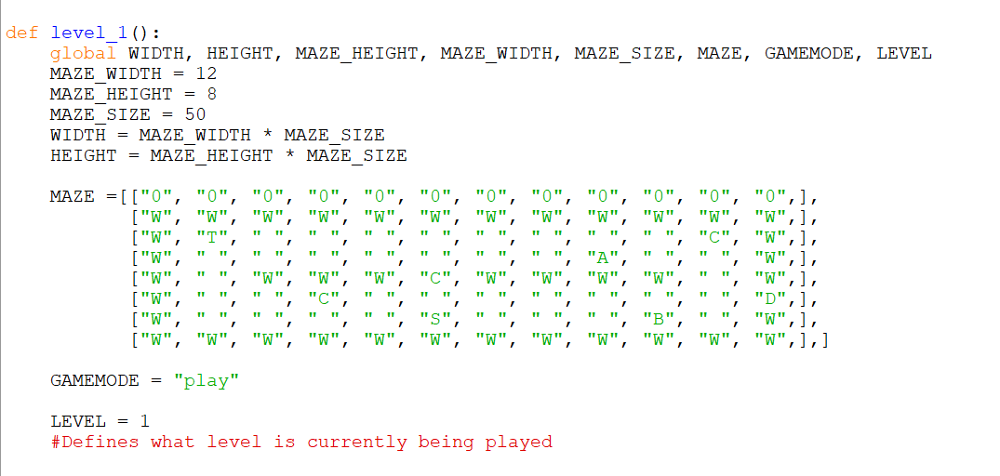 def level_1():
    global WIDTH, HEIGHT, MAZE_HEIGHT, MAZE_WIDTH, MAZE_SIZE, MAZE, GAMEMODE, LEVEL
    MAZE_WIDTH = 12
    MAZE_HEIGHT = 8
    MAZE_SIZE = 50
    WIDTH = MAZE_WIDTH * MAZE_SIZE
    HEIGHT = MAZE_HEIGHT * MAZE_SIZE
    MAZE =[["0", "0", "0", "0", "0", "0", "0", "0", "0", "0", "0", "0",],
           ["W", "W", "W", "W", "W", "W", "W", "W", "W", "W", "W", "W",],
           ["W", "T", " ", " ", " ", " ", " ", " ", " ", " ", "C", "W",],
           ["W", " ", " ", " ", " ", " ", " ", " ", "A", " ", " ", "W",],
           ["W", " ", "W", "W", "W", "C", "W", "W", "W", "W", " ", "W",],
           ["W", " ", " ", "C", " ", " ", " ", " ", " ", " ", " ", "D",],
           ["W", " ", " ", " ", " ", "S", " ", " ", " ", "B", " ", "W",],
           ["W", "W", "W", "W", "W", "W", "W", "W", "W", "W", "W", "W",],]
    GAMEMODE = "play"
    LEVEL = 1
    #Defines what level is currently being played